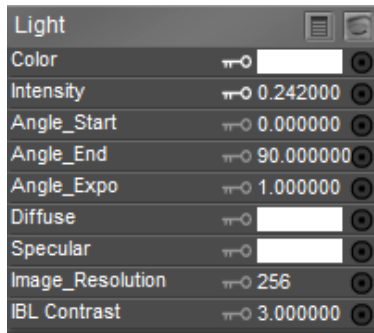 Light
Color
Intensity 0.242000
Angle_Start 0.000000
Angle_End 90.000000
Angle_Expo 1.000000
Diffuse
Specular
Image_Resolution 256
IBL Contrast 3.000000